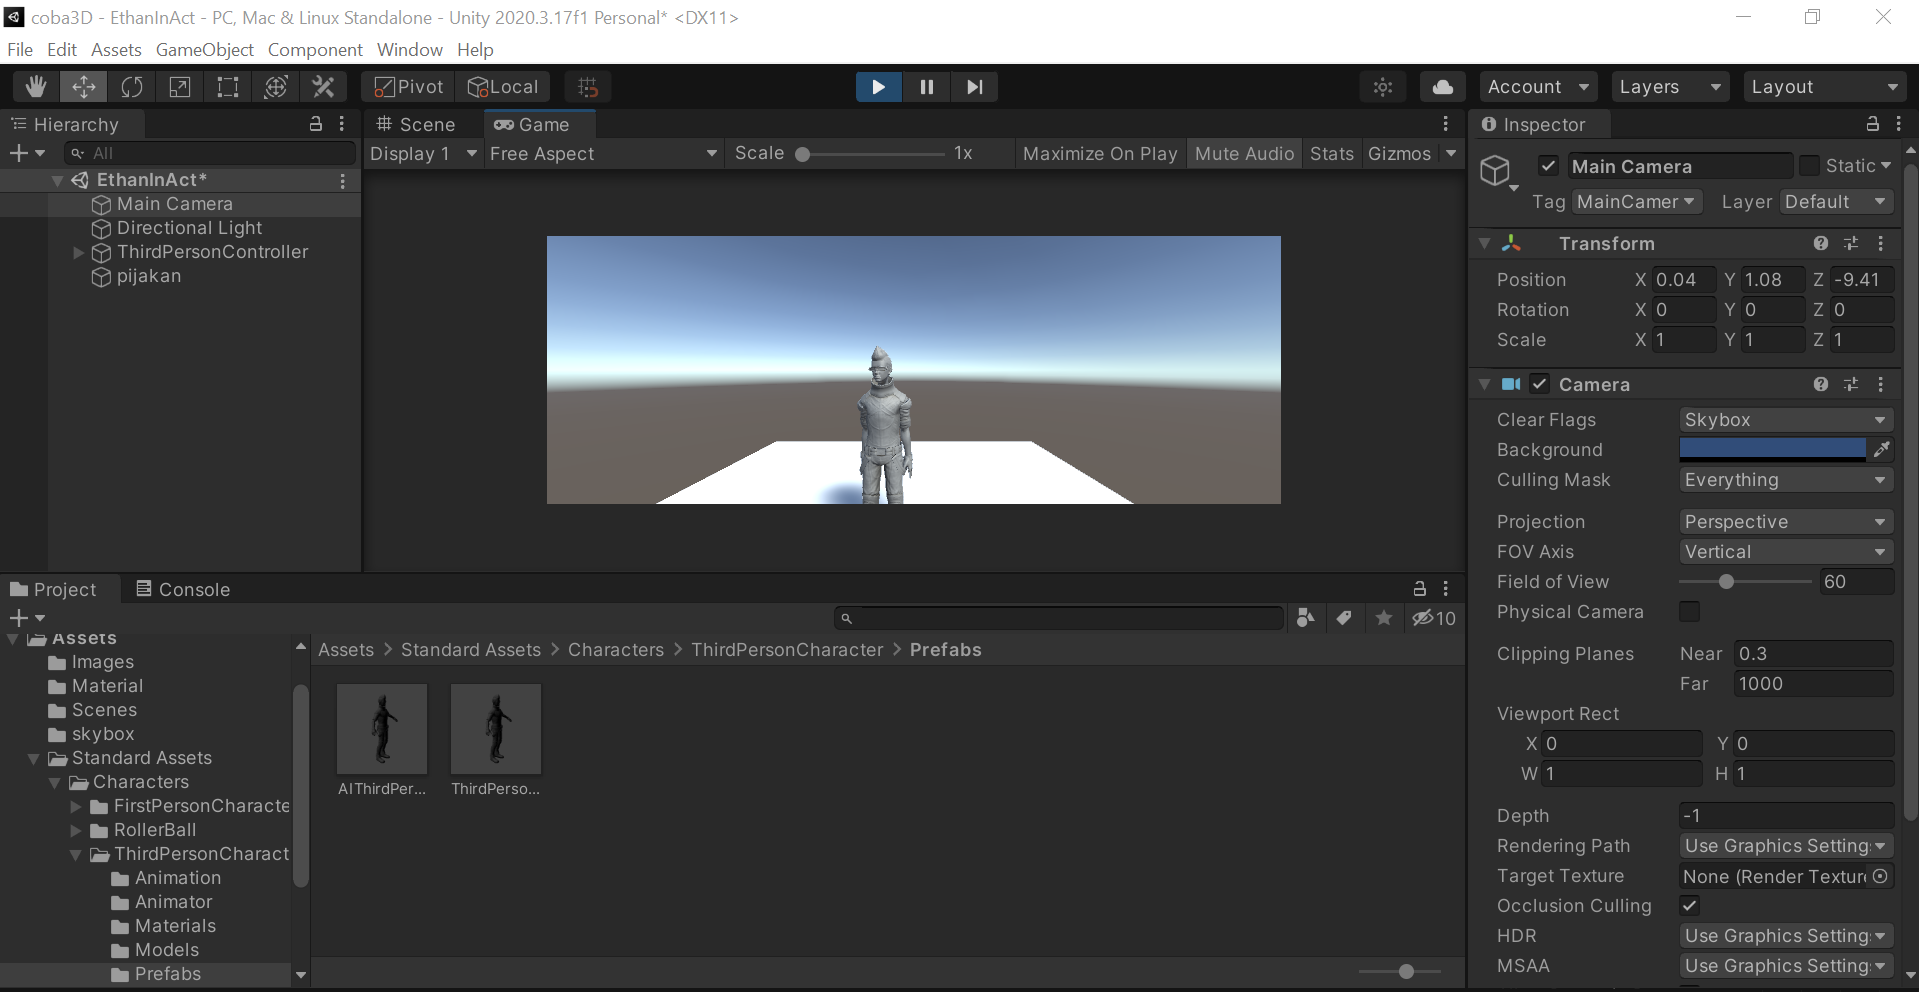 coba3D - EthanInAct - PC, Mac & Linux Standalone - Unity 2020.3.17f1 Personal* <DX11>
File Edit Assets GameObject Component Window Help
Pivot Local Account Layers Layout
Hierarchy
All
EthanInAct*
Main Camera
Directional Light
ThirdPersonController
pijakan
Scene Game
Display 1 Free Aspect Scale 1x Maximize On Play Mute Audio Stats Gizmos
Inspector
Main Camera Static
Tag MainCamer Layer Default
Transform
Position X 0.04 Y 1.08 Z -9.41
Rotation X 0 Y 0 Z 0
Scale X 1 Y 1 Z 1
Camera
Clear Flags Skybox
Background
Culling Mask Everything
Projection Perspective
FOV Axis Vertical
Field of View 60
Physical Camera
Clipping Planes Near 0.3
Far 1000
Viewport Rect
X 0 Y 0
W 1 H 1
Depth -1
Rendering Path Use Graphics Setting
Target Texture None (Render Textur
Occlusion Culling
HDR Use Graphics Setting
MSAA Use Graphics Setting
Project Console
10
Assets
Images
Material
Scenes
skybox
Standard Assets
Characters
FirstPersonCharacte
RollerBall
ThirdPersonCharact
Animation
Animator
Materials
Models
Prefabs
Assets > Standard Assets > Characters > ThirdPersonCharacter > Prefabs
AIThirdPer... ThirdPerso...